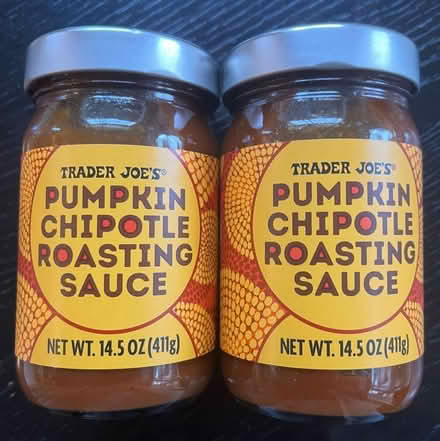 TRADER JOE'S®
PUMPKIN
CHIPOTLE
ROASTING
SAUCE
NET WT. 14.5 OZ (411g)
TRADER JOE'S®
PUMPKIN
CHIPOTLE
ROASTING
SAUCE
NET WT. 14.5 OZ (411g)